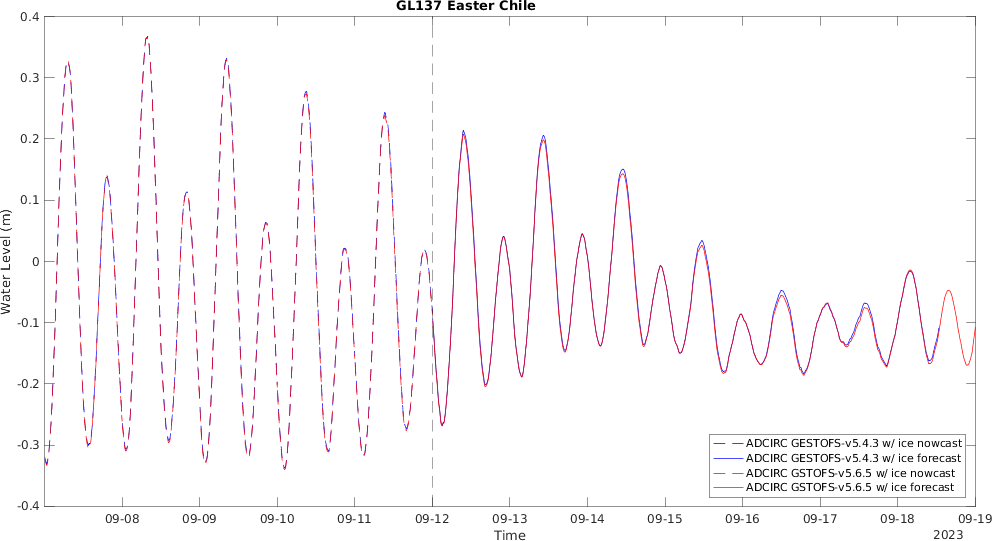 GL137 Easter Chile
0.4
0.3
0.2
0.1
0
-0.1
-0.2
-0.3
-0.4
Water Level (m)
ADCIRC GESTOFS-v5.4.3 w/ ice nowcast
ADCIRC GESTOFS-v5.4.3 w/ ice forecast
ADCIRC GSTOFS-v5.6.5 w/ ice nowcast
ADCIRC GSTOFS-v5.6.5 w/ ice forecast
09-08 09-09 09-10 09-11 09-12 09-13 09-14 09-15 09-16 09-17 09-18 09-19
Time
2023